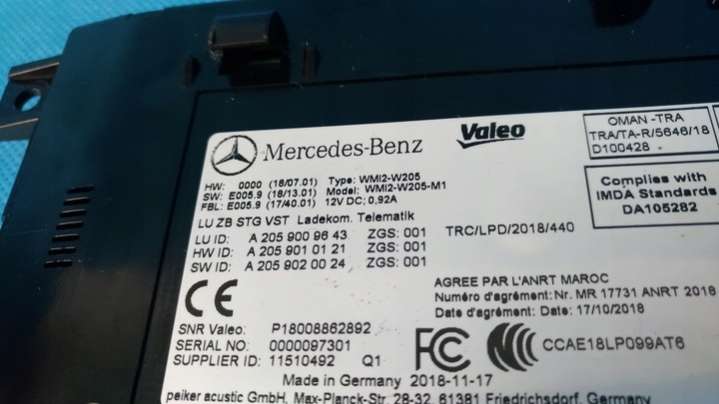 Mercedes-Benz
Valeo
OMAN -TRA
TRA/TA-R/5646/18
D100428
HW: 0000 (18/07.01) Type: WMI2-W205
SW: E005.9 (18/13.01) Model: WMI2-W205-M1
FBL: E005.9 (17/40.01) 12V DC; 0,92A
Complies with
IMDA Standards
DA105282
LU ZB STG VST Ladekom. Telematik
LU ID: A 205 900 96 43 ZGS: 001 TRC/LPD/2018/440
HW ID: A 205 901 01 21 ZGS: 001
SW ID: A 205 902 00 24 ZGS: 001
CE
AGREE PAR L'ANRT MAROC
Numéro d'agrément: Nr. MR 17731 ANRT 2018
Date d'agrément: Date: 17/10/2018
SNR Valeo: P18008862892
SERIAL NO: 0000097301
SUPPLIER ID: 11510492 Q1
FC
CCAE18LP099AT6
Made in Germany 2018-11-17
peiker acustic GmbH, Max-Planck-Str. 28-32, 61381 Friedrichsdorf, Germany